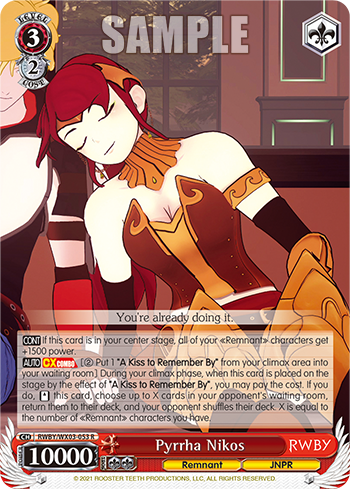 SAMPLE
LEVEL
3
2
COST
You're already doing it.
CONT If this card is in your center stage, all of your «Remnant» characters get
+1500 power.
AUTO CX COMBO [(2) Put 1 "A Kiss to Remember By" from your climax area into
your waiting room] During your climax phase, when this card is placed on the
stage by the effect of "A Kiss to Remember By", you may pay the cost. If you
do, [ ] this card, choose up to X cards in your opponent's waiting room,
return them to their deck, and your opponent shuffles their deck. X is equal to
the number of «Remnant» characters you have.
CH RWBY/WX03-053 R
Pyrrha Nikos
RWBY
POWER
10000
Remnant
JNPR
© 2021 ROOSTER TEETH PRODUCTIONS, LLC, ALL RIGHTS RESERVED.